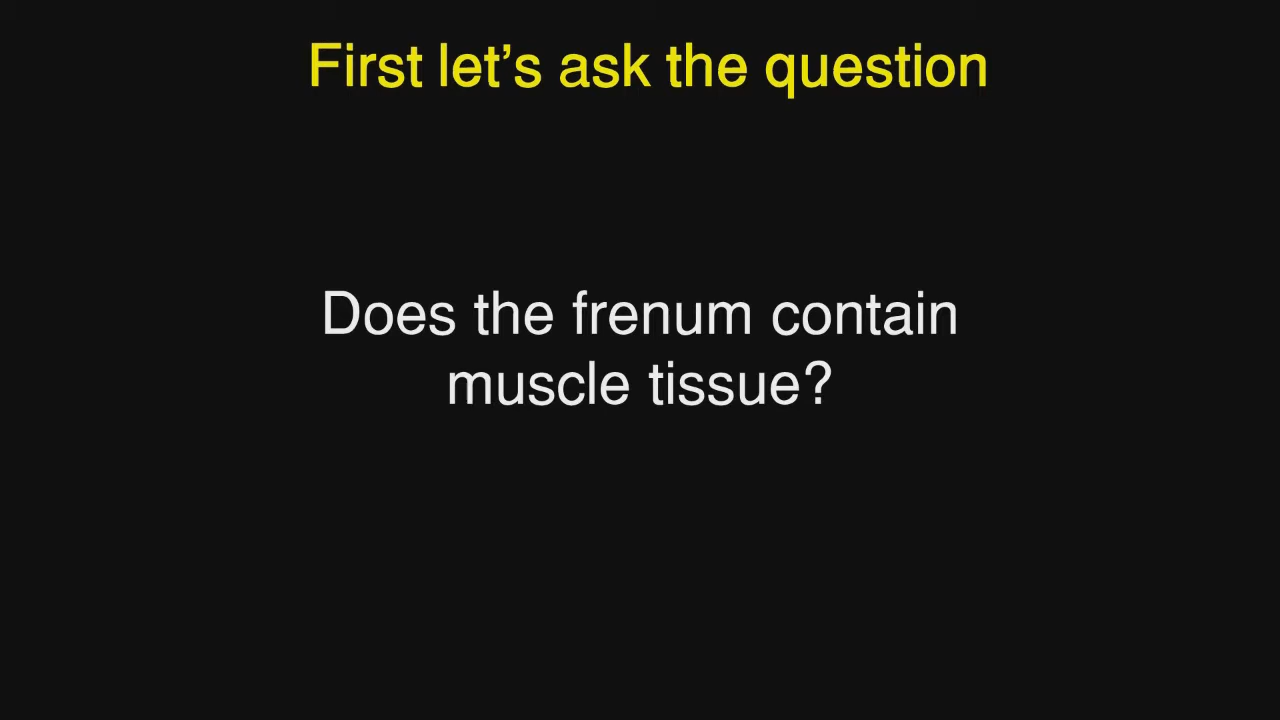 First let’s ask the question
Does the frenum contain
muscle tissue?